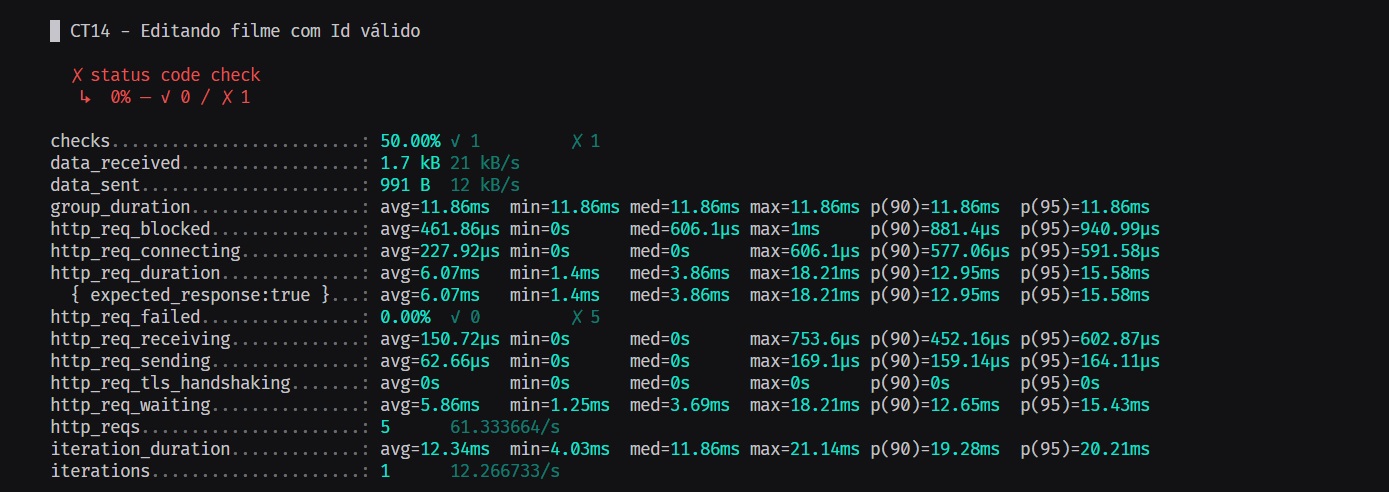 CT14 - Editando filme com Id válido
✗ status code check
↳ 0% — ✓ 0 / ✗ 1
checks.........................: 50.00% ✓ 1 ✗ 1
data_received..................: 1.7 kB 21 kB/s
data_sent......................: 991 B 12 kB/s
group_duration.................: avg=11.86ms min=11.86ms med=11.86ms max=11.86ms p(90)=11.86ms p(95)=11.86ms
http_req_blocked...............: avg=461.86µs min=0s med=606.1µs max=1ms p(90)=881.4µs p(95)=940.99µs
http_req_connecting............: avg=227.92µs min=0s med=0s max=606.1µs p(90)=577.06µs p(95)=591.58µs
http_req_duration..............: avg=6.07ms min=1.4ms med=3.86ms max=18.21ms p(90)=12.95ms p(95)=15.58ms
{ expected_response:true }...: avg=6.07ms min=1.4ms med=3.86ms max=18.21ms p(90)=12.95ms p(95)=15.58ms
http_req_failed................: 0.00% ✓ 0 ✗ 5
http_req_receiving.............: avg=150.72µs min=0s med=0s max=753.6µs p(90)=452.16µs p(95)=602.87µs
http_req_sending...............: avg=62.66µs min=0s med=0s max=169.1µs p(90)=159.14µs p(95)=164.11µs
http_req_tls_handshaking.......: avg=0s min=0s med=0s max=0s p(90)=0s p(95)=0s
http_req_waiting...............: avg=5.86ms min=1.25ms med=3.69ms max=18.21ms p(90)=12.65ms p(95)=15.43ms
http_reqs......................: 5 61.333664/s
iteration_duration.............: avg=12.34ms min=4.03ms med=11.86ms max=21.14ms p(90)=19.28ms p(95)=20.21ms
iterations.....................: 1 12.266733/s